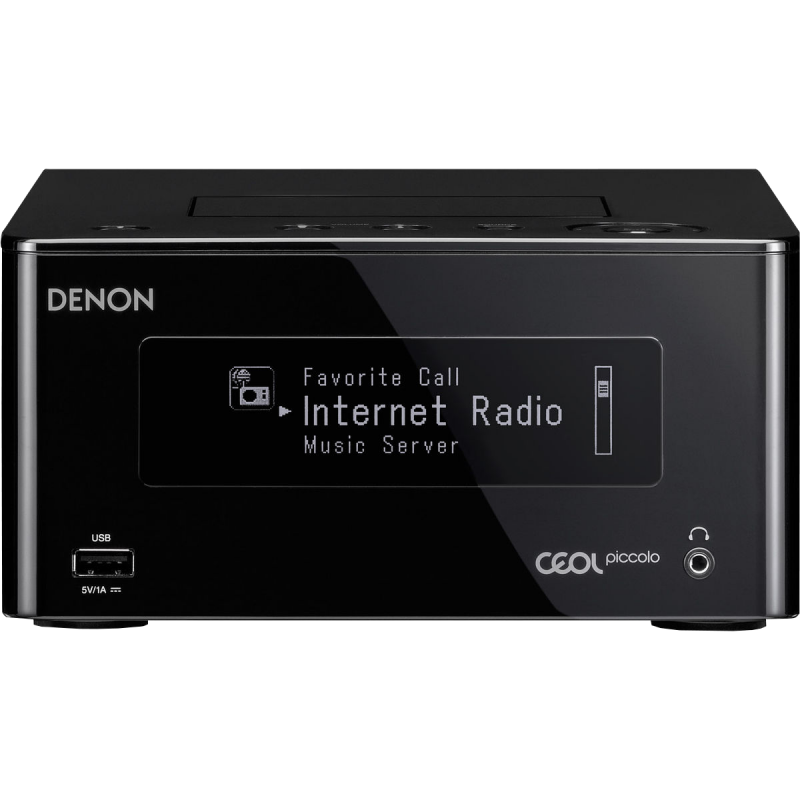 DENON
Favorite Call
Internet Radio
Music Server
USB
5V/1A
CEOL piccolo